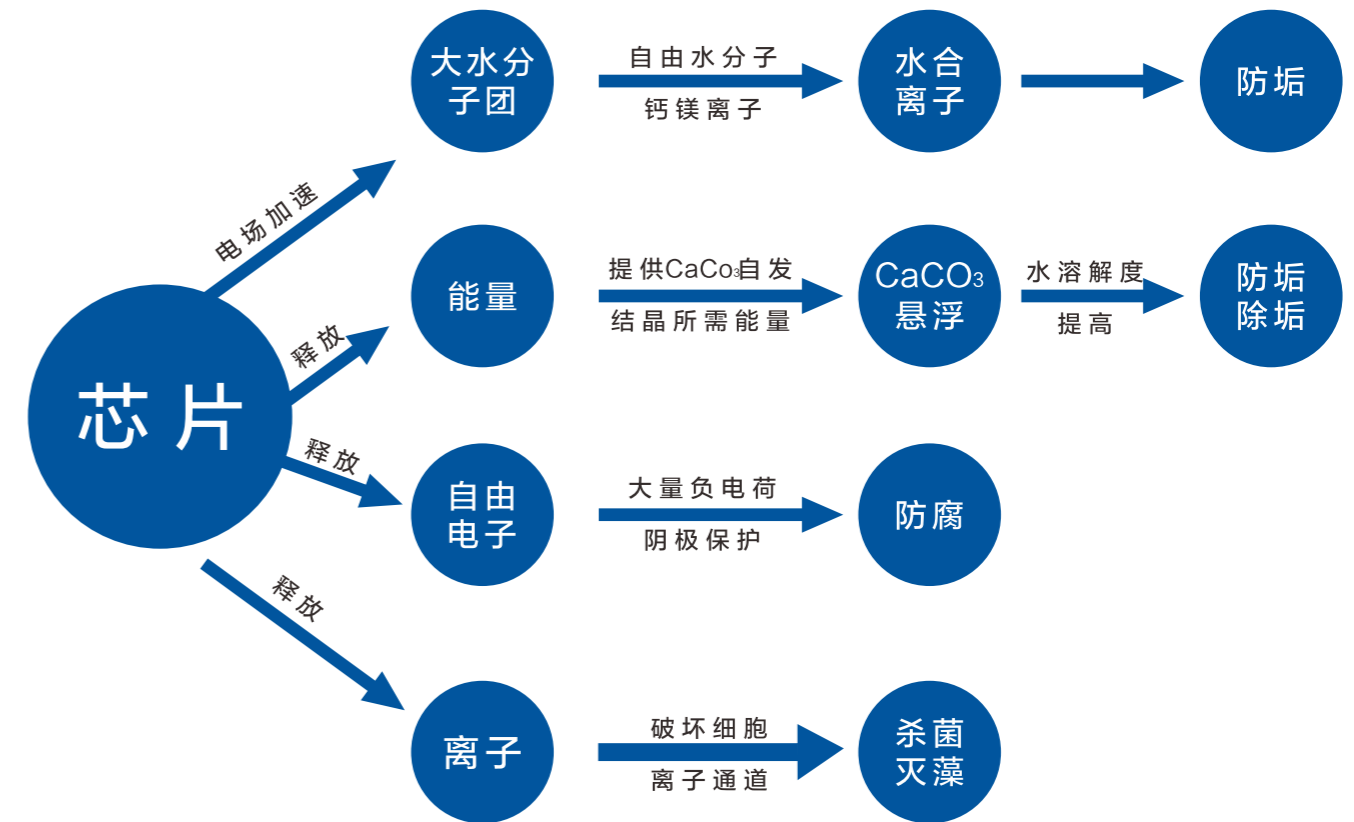 芯片
电场加速
大水分
子团
自由水分子
钙镁离子
水合
离子
防垢
释放
能量
提供CaCo₃自发
结晶所需能量
CaCO₃
悬浮
水溶解度
提高
防垢
除垢
释放
自由
电子
大量负电荷
阴极保护
防腐
释放
离子
破坏细胞
离子通道
杀菌
灭藻